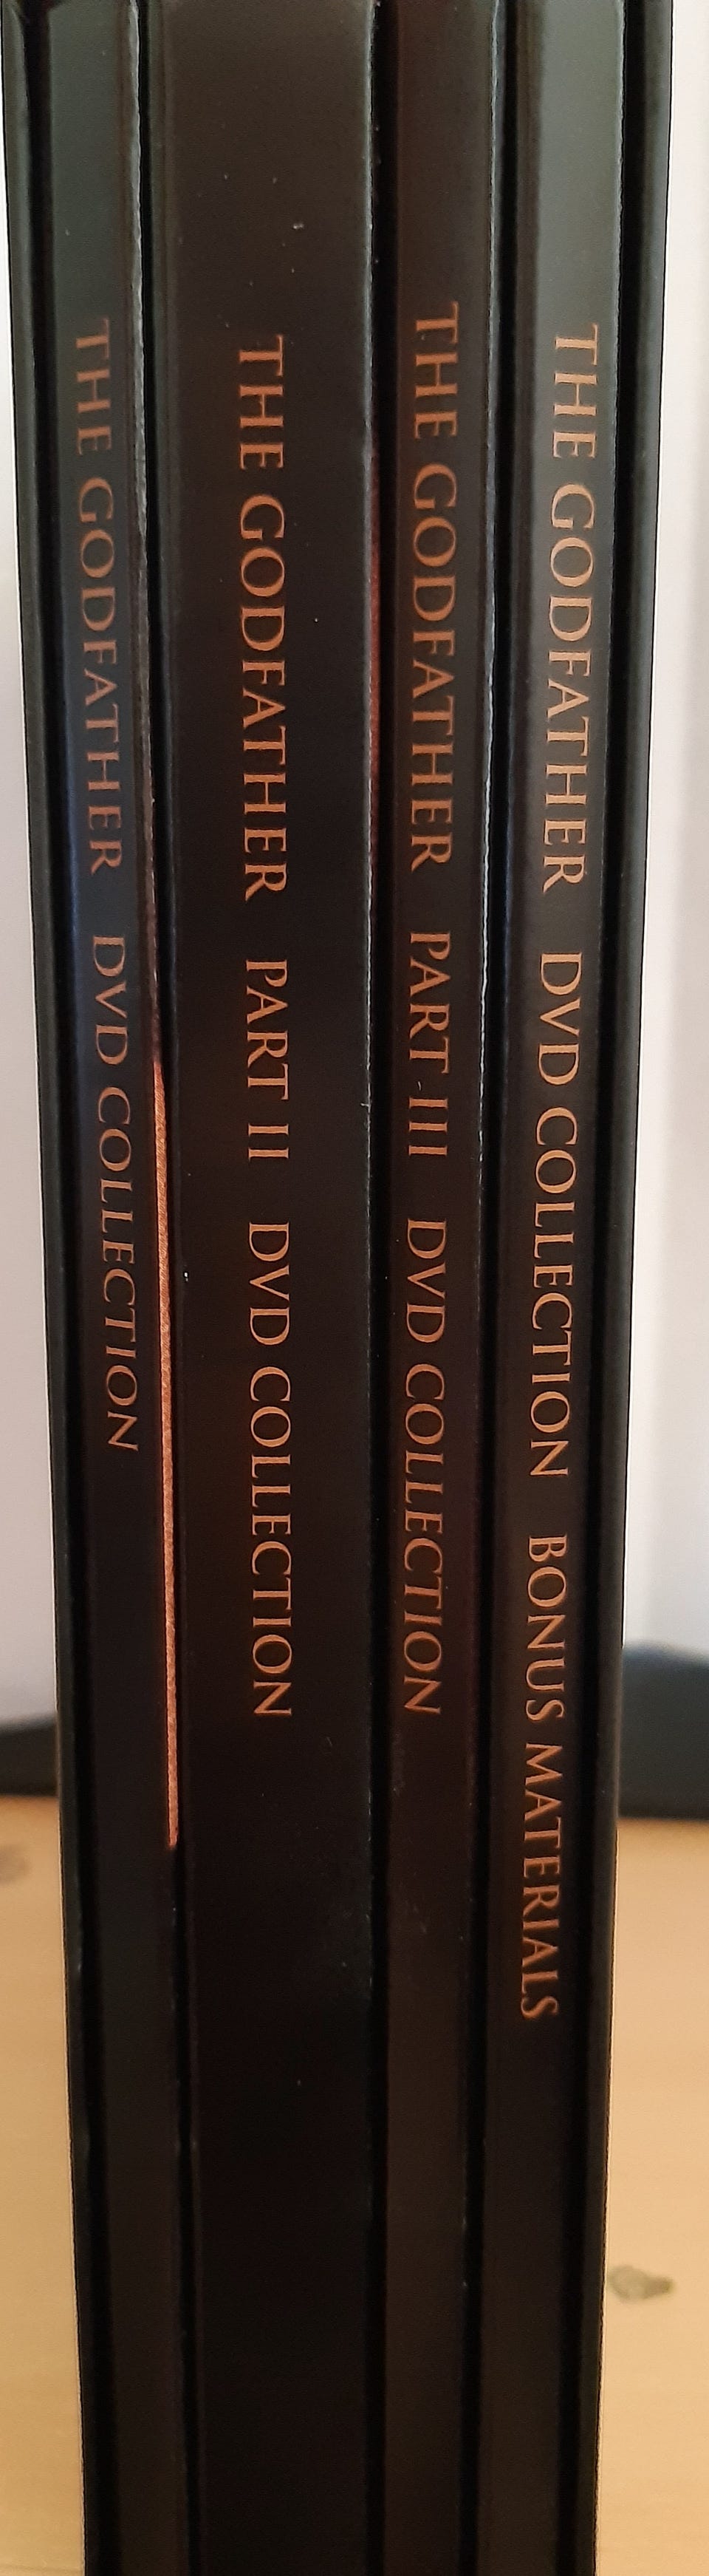 THE GODFATHER DVD COLLECTION
THE GODFATHER PART II DVD COLLECTION
THE GODFATHER PART III DVD COLLECTION
THE GODFATHER DVD COLLECTION BONUS MATERIALS